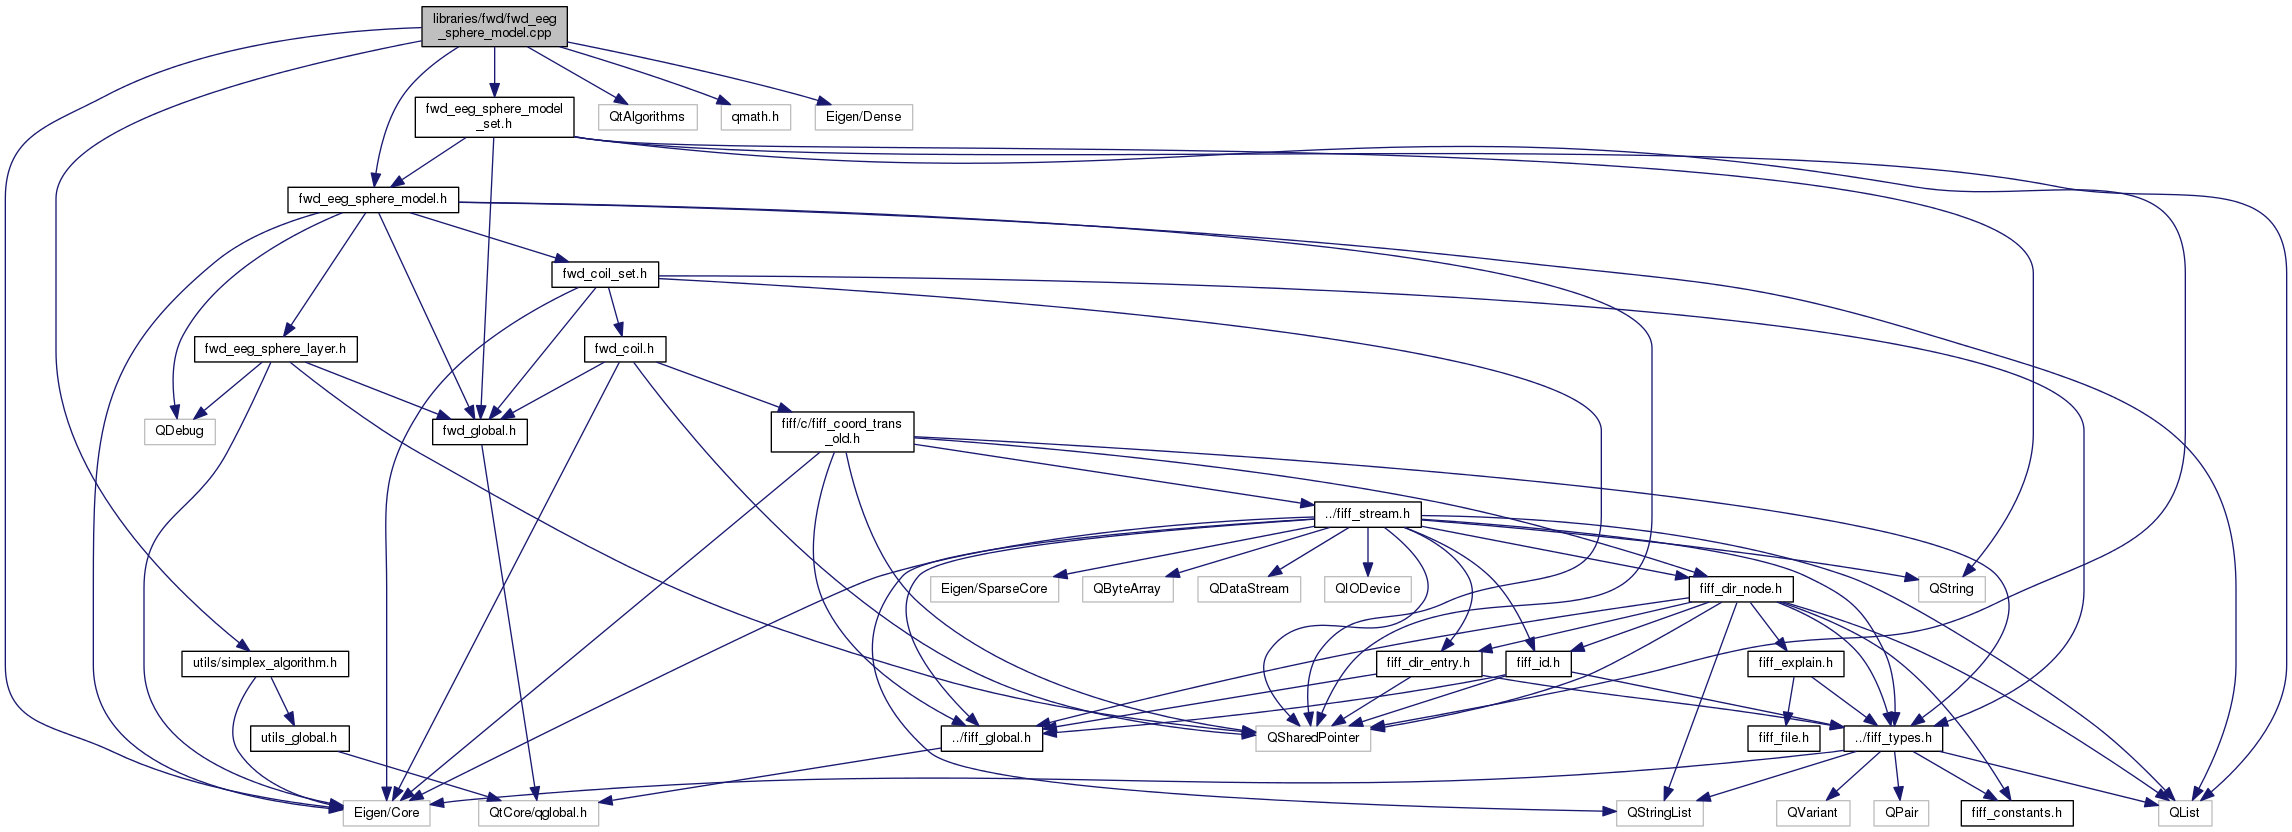 libraries/fwd/fwd_eeg
_sphere_model.cpp
fwd_eeg_sphere_model
_set.h
QtAlgorithms
qmath.h
Eigen/Dense
fwd_eeg_sphere_model.h
fwd_coil_set.h
fwd_eeg_sphere_layer.h
fwd_coil.h
QDebug
fwd_global.h
fiff/c/fiff_coord_trans
_old.h
../fiff_stream.h
Eigen/SparseCore
QByteArray
QDataStream
QIODevice
fiff_dir_node.h
QString
utils/simplex_algorithm.h
fiff_dir_entry.h
fiff_id.h
fiff_explain.h
utils_global.h
../fiff_global.h
QSharedPointer
fiff_file.h
../fiff_types.h
Eigen/Core
QtCore/qglobal.h
QStringList
QVariant
QPair
fiff_constants.h
QList